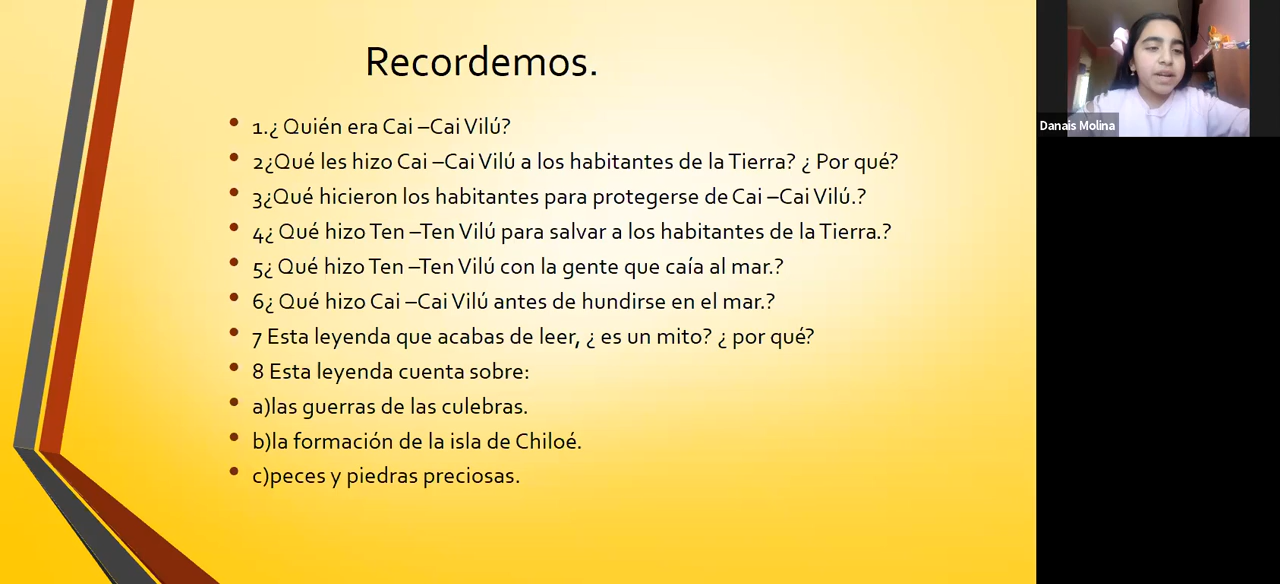 Recordemos.
1.¿ Quién era Cai –Cai Vilú?
2¿Qué les hizo Cai –Cai Vilú a los habitantes de la Tierra? ¿ Por qué?
3¿Qué hicieron los habitantes para protegerse de Cai –Cai Vilú.?
4¿ Qué hizo Ten –Ten Vilú para salvar a los habitantes de la Tierra.?
5¿ Qué hizo Ten –Ten Vilú con la gente que caía al mar.?
6¿ Qué hizo Cai –Cai Vilú antes de hundirse en el mar.?
7 Esta leyenda que acabas de leer, ¿ es un mito? ¿ por qué?
8 Esta leyenda cuenta sobre:
a)las guerras de las culebras.
b)la formación de la isla de Chiloé.
c)peces y piedras preciosas.
Danais Molina